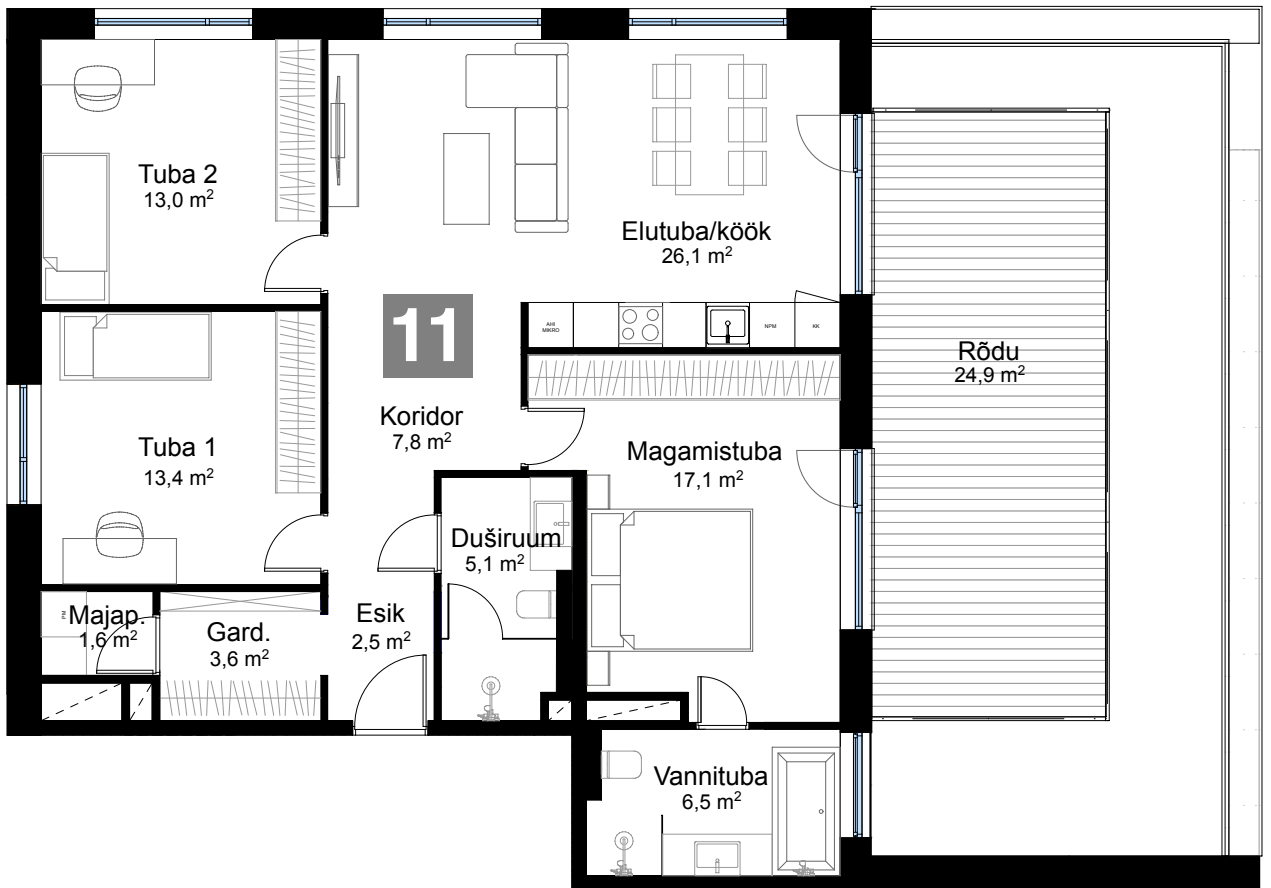 Tuba 2
13,0 m²
Elutuba/köök
26,1 m²
11
AHI
MIKRO
NPM
KK
Rõdu
24,9 m²
Koridor
7,8 m²
Tuba 1
13,4 m²
Magamistuba
17,1 m²
Duširuum
5,1 m²
Majap.
1,6 m²
PM
Gard.
3,6 m²
Esik
2,5 m²
Vannituba
6,5 m²